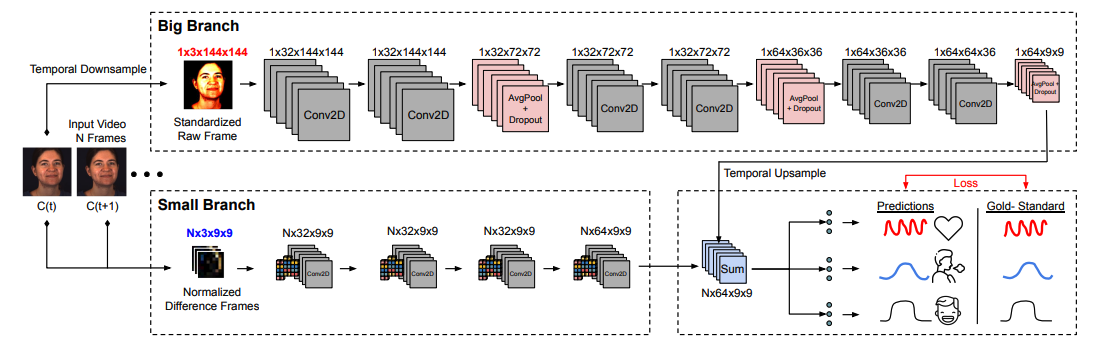 Big Branch
1x3x144x144
1x32x144x144
1x32x144x144
1x32x72x72
1x32x72x72
1x32x72x72
1x64x36x36
1x64x36x36
1x64x64x36
1x64x9x9
Temporal Downsample
Standardized
Raw Frame
Conv2D
Conv2D
AvgPool
+
Dropout
Conv2D
Conv2D
AvgPool
+ Dropout
Conv2D
Conv2D
AvgPool +
Dropout
Input Video
N Frames
C(t)
C(t+1)
Temporal Upsample
Small Branch
Nx3x9x9
Nx32x9x9
Nx32x9x9
Nx32x9x9
Nx64x9x9
Conv2D
Conv2D
Conv2D
Conv2D
Normalized
Difference Frames
Sum
Nx64x9x9
Loss
Predictions
Gold- Standard